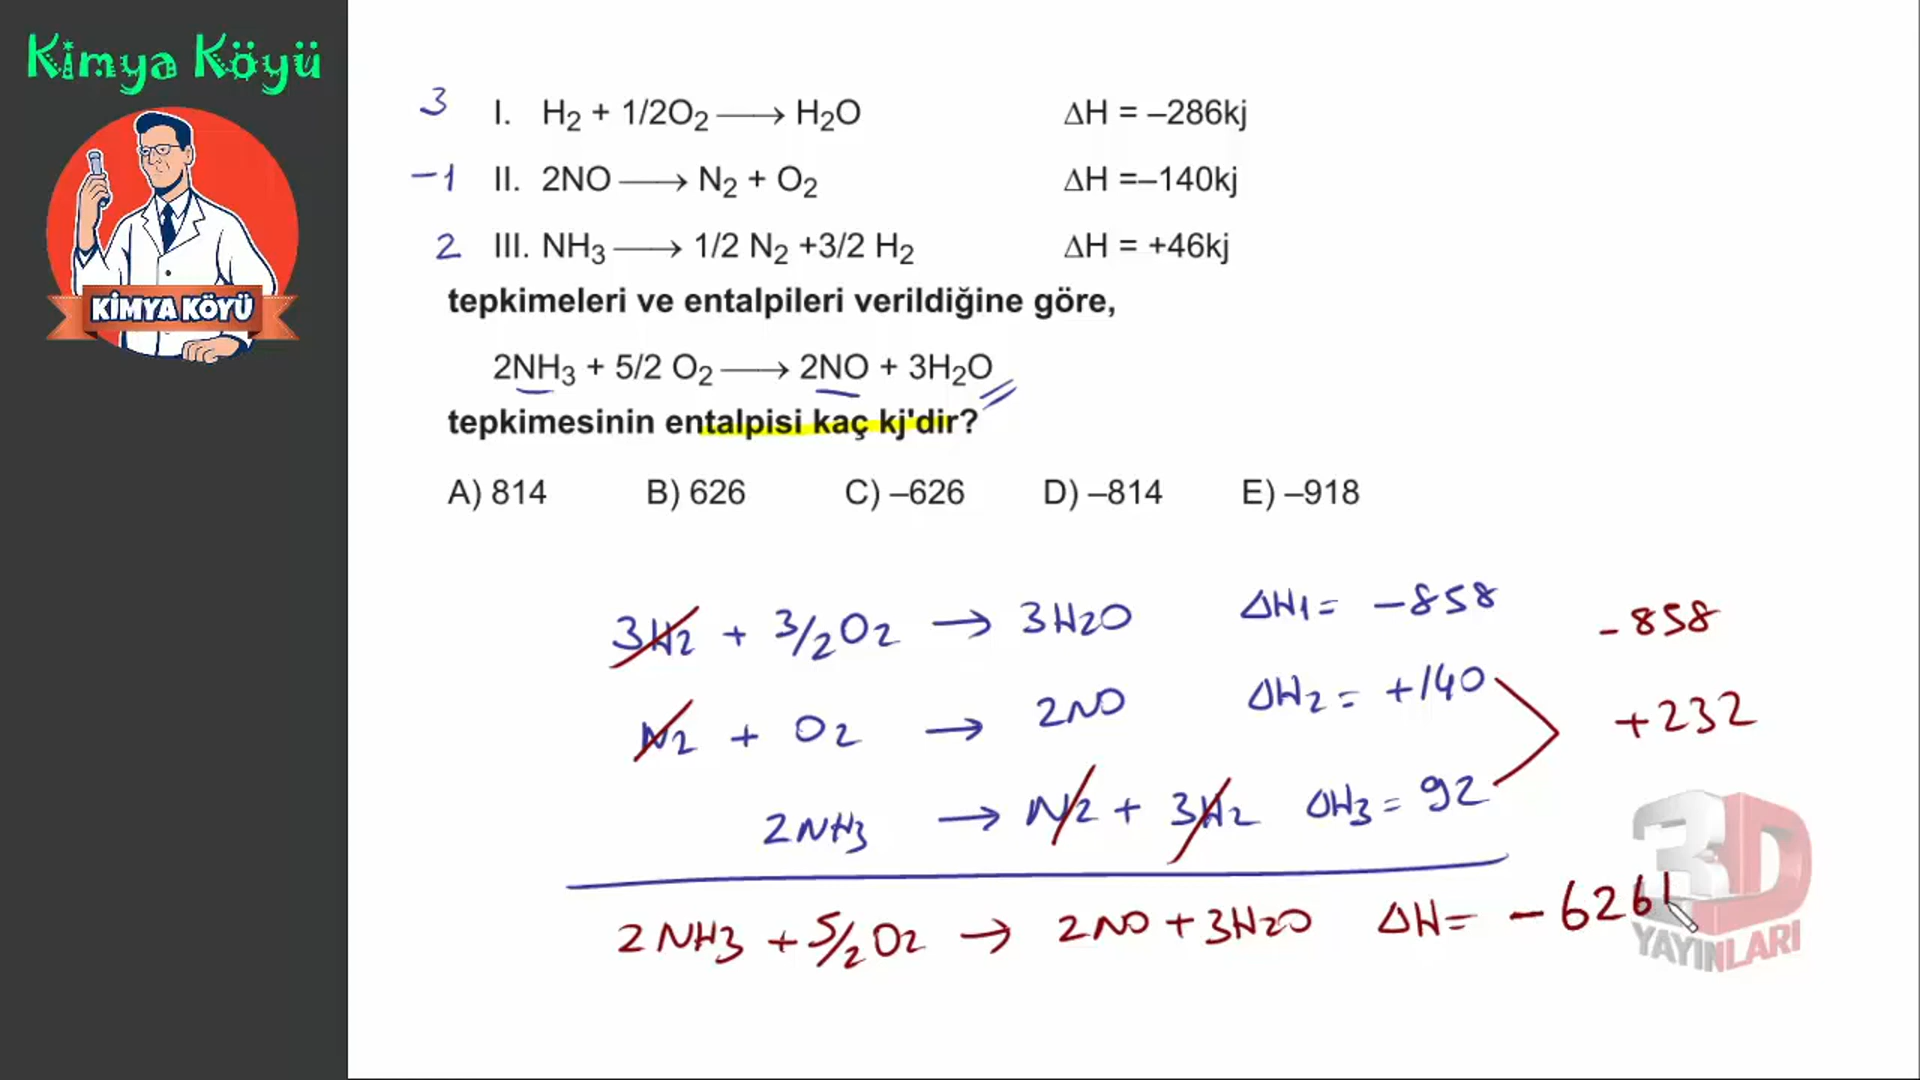 Kimya Köyü
KİMYA KÖYÜ
3 I. H₂ + 1/2O₂ ⟶ H₂O ΔH = –286kj
-1 II. 2NO ⟶ N₂ + O₂ ΔH =–140kj
2 III. NH₃ ⟶ 1/2 N₂ +3/2 H₂ ΔH = +46kj
tepkimeleri ve entalpileri verildiğine göre,
2NH₃ + 5/2 O₂ ⟶ 2NO + 3H₂O
tepkimesinin entalpisi kaç kj'dir?
A) 814 B) 626 C) –626 D) –814 E) –918
3H₂ + 3/2O₂ → 3H₂O ΔH₁ = -858 -858
N₂ + O₂ → 2NO ΔH₂ = +140 +232
2NH₃ → N₂ + 3H₂ ΔH₃ = 92
2NH₃ + 5/2O₂ → 2NO + 3H₂O ΔH = -626
3D
YAYINLARI